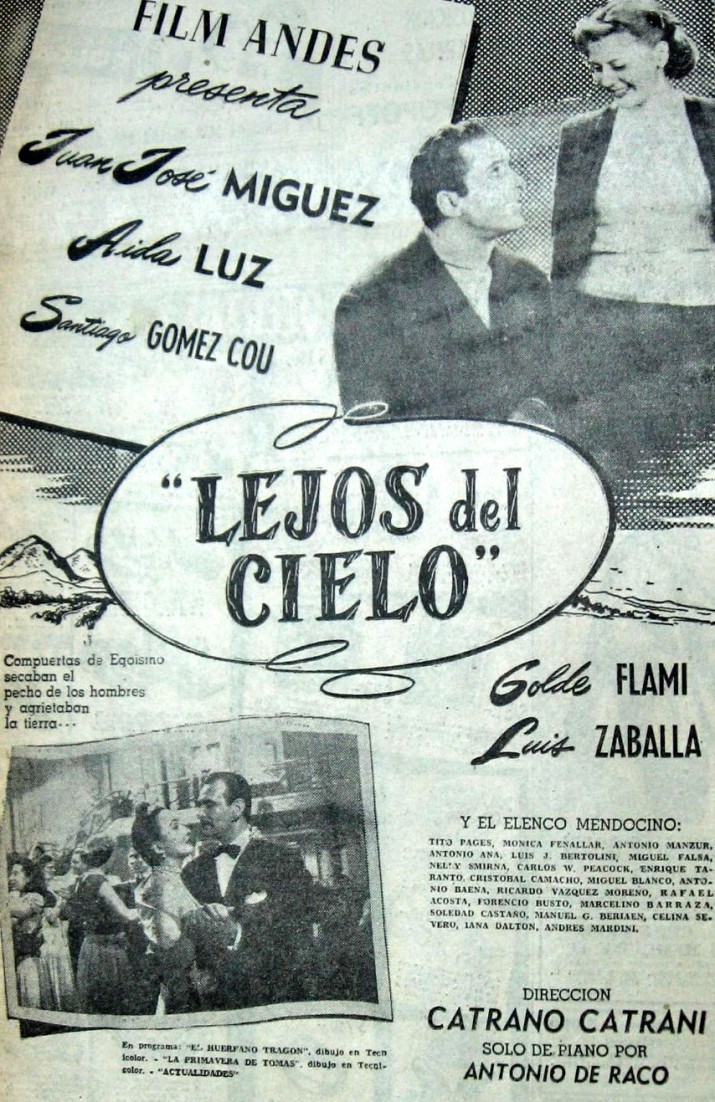 FILM ANDES
presenta
Juan José MIGUEZ
Aida LUZ
Santiago GOMEZ COU
"LEJOS del
CIELO"
Compuertas de Egoísmo
secaban el
pecho de los hombres
y agrietaban
la tierra...
Golde FLAMI
Luis ZABALLA
Y EL ELENCO MENDOCINO:
TITO PAGES, MONICA FENALLAR, ANTONIO MANZUR,
ANTONIO ANA, LUIS J. BERTOLINI, MIGUEL FALSA,
NELLY SMIRNA, CARLOS W. PEACOCK, ENRIQUE TA-
RANTO, CRISTOBAL CAMACHO, MIGUEL BLANCO, ANTO-
NIO BAENA, RICARDO VAZQUEZ MORENO, RAFAEL
ACOSTA, FORENCIO BUSTO, MARCELINO BARRAZA,
SOLEDAD CASTAÑO, MANUEL G. BERIAEN, CELINA SE-
VERO, IANA DALTON, ANDRES MARDINI.
DIRECCION
CATRANO CATRANI
SOLO DE PIANO POR
ANTONIO DE RACO
En programa: "EL HUERFANO TRAGON", dibujo en Tecn
icolor. - "LA PRIMAVERA DE TOMAS", dibujo en Tecni-
color. - "ACTUALIDADES"